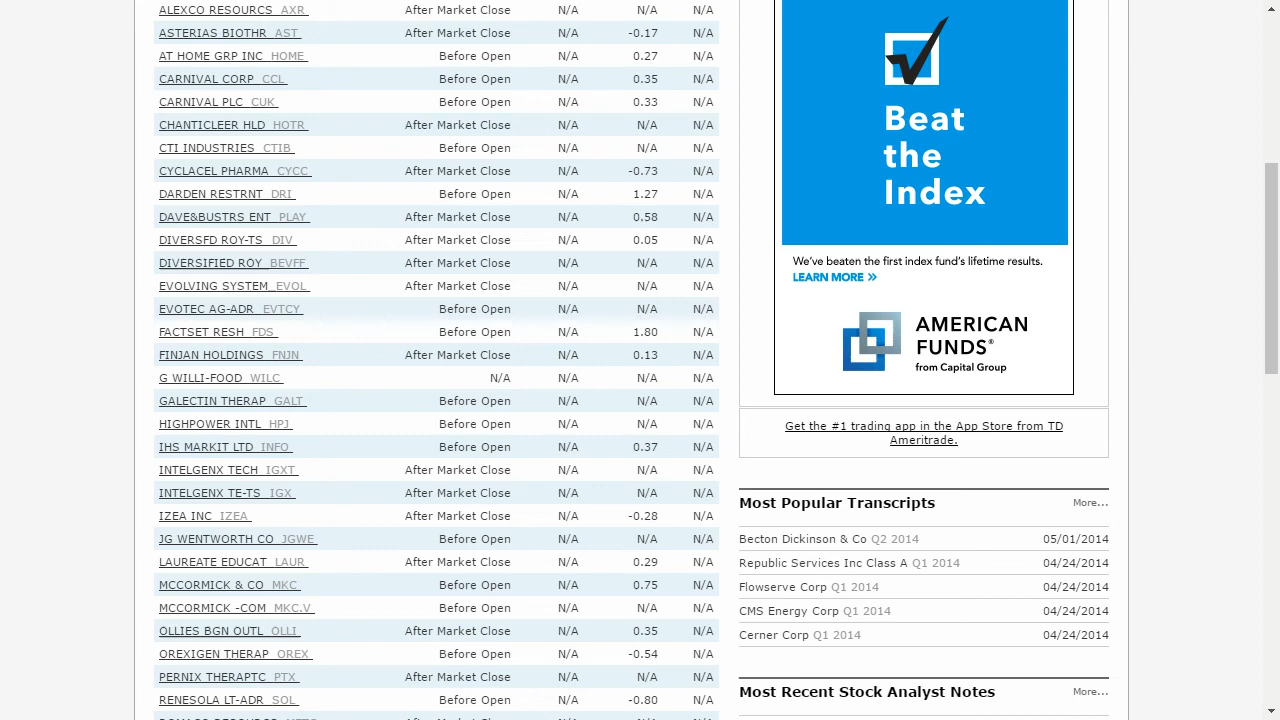 ALEXCO RESOURCS AXR After Market Close N/A N/A N/A
ASTERIAS BIOTHR AST After Market Close N/A -0.17 N/A
AT HOME GRP INC HOME Before Open N/A 0.27 N/A
CARNIVAL CORP CCL Before Open N/A 0.35 N/A
CARNIVAL PLC CUK Before Open N/A 0.33 N/A
CHANTICLEER HLD HOTR After Market Close N/A N/A N/A
CTI INDUSTRIES CTIB Before Open N/A N/A N/A
CYCLACEL PHARMA CYCC After Market Close N/A -0.73 N/A
DARDEN RESTRNT DRI Before Open N/A 1.27 N/A
DAVE&BUSTRS ENT PLAY After Market Close N/A 0.58 N/A
DIVERSFD ROY-TS DIV After Market Close N/A 0.05 N/A
DIVERSIFIED ROY BEVFF After Market Close N/A N/A N/A
EVOLVING SYSTEM EVOL After Market Close N/A N/A N/A
EVOTEC AG-ADR EVTCY Before Open N/A N/A N/A
FACTSET RESH FDS Before Open N/A 1.80 N/A
FINJAN HOLDINGS FNJN After Market Close N/A 0.13 N/A
G WILLI-FOOD WILC N/A N/A N/A N/A
GALECTIN THERAP GALT Before Open N/A N/A N/A
HIGHPOWER INTL HPJ Before Open N/A N/A N/A
IHS MARKIT LTD INFO Before Open N/A 0.37 N/A
INTELGENX TECH IGXT After Market Close N/A N/A N/A
INTELGENX TE-TS IGX After Market Close N/A N/A N/A
IZEA INC IZEA After Market Close N/A -0.28 N/A
JG WENTWORTH CO JGWE Before Open N/A N/A N/A
LAUREATE EDUCAT LAUR After Market Close N/A 0.29 N/A
MCCORMICK & CO MKC Before Open N/A 0.75 N/A
MCCORMICK -COM MKC.V Before Open N/A N/A N/A
OLLIES BGN OUTL OLLI After Market Close N/A 0.35 N/A
OREXIGEN THERAP OREX Before Open N/A -0.54 N/A
PERNIX THERAPTC PTX After Market Close N/A N/A N/A
RENESOLA LT-ADR SOL Before Open N/A -0.80 N/A
Beat
the
Index
We've beaten the first index fund's lifetime results.
LEARN MORE »
AMERICAN
FUNDS®
from Capital Group
Get the #1 trading app in the App Store from TD
Ameritrade.
Most Popular Transcripts More...
Becton Dickinson & Co Q2 2014 05/01/2014
Republic Services Inc Class A Q1 2014 04/24/2014
Flowserve Corp Q1 2014 04/24/2014
CMS Energy Corp Q1 2014 04/24/2014
Cerner Corp Q1 2014 04/24/2014
Most Recent Stock Analyst Notes More...